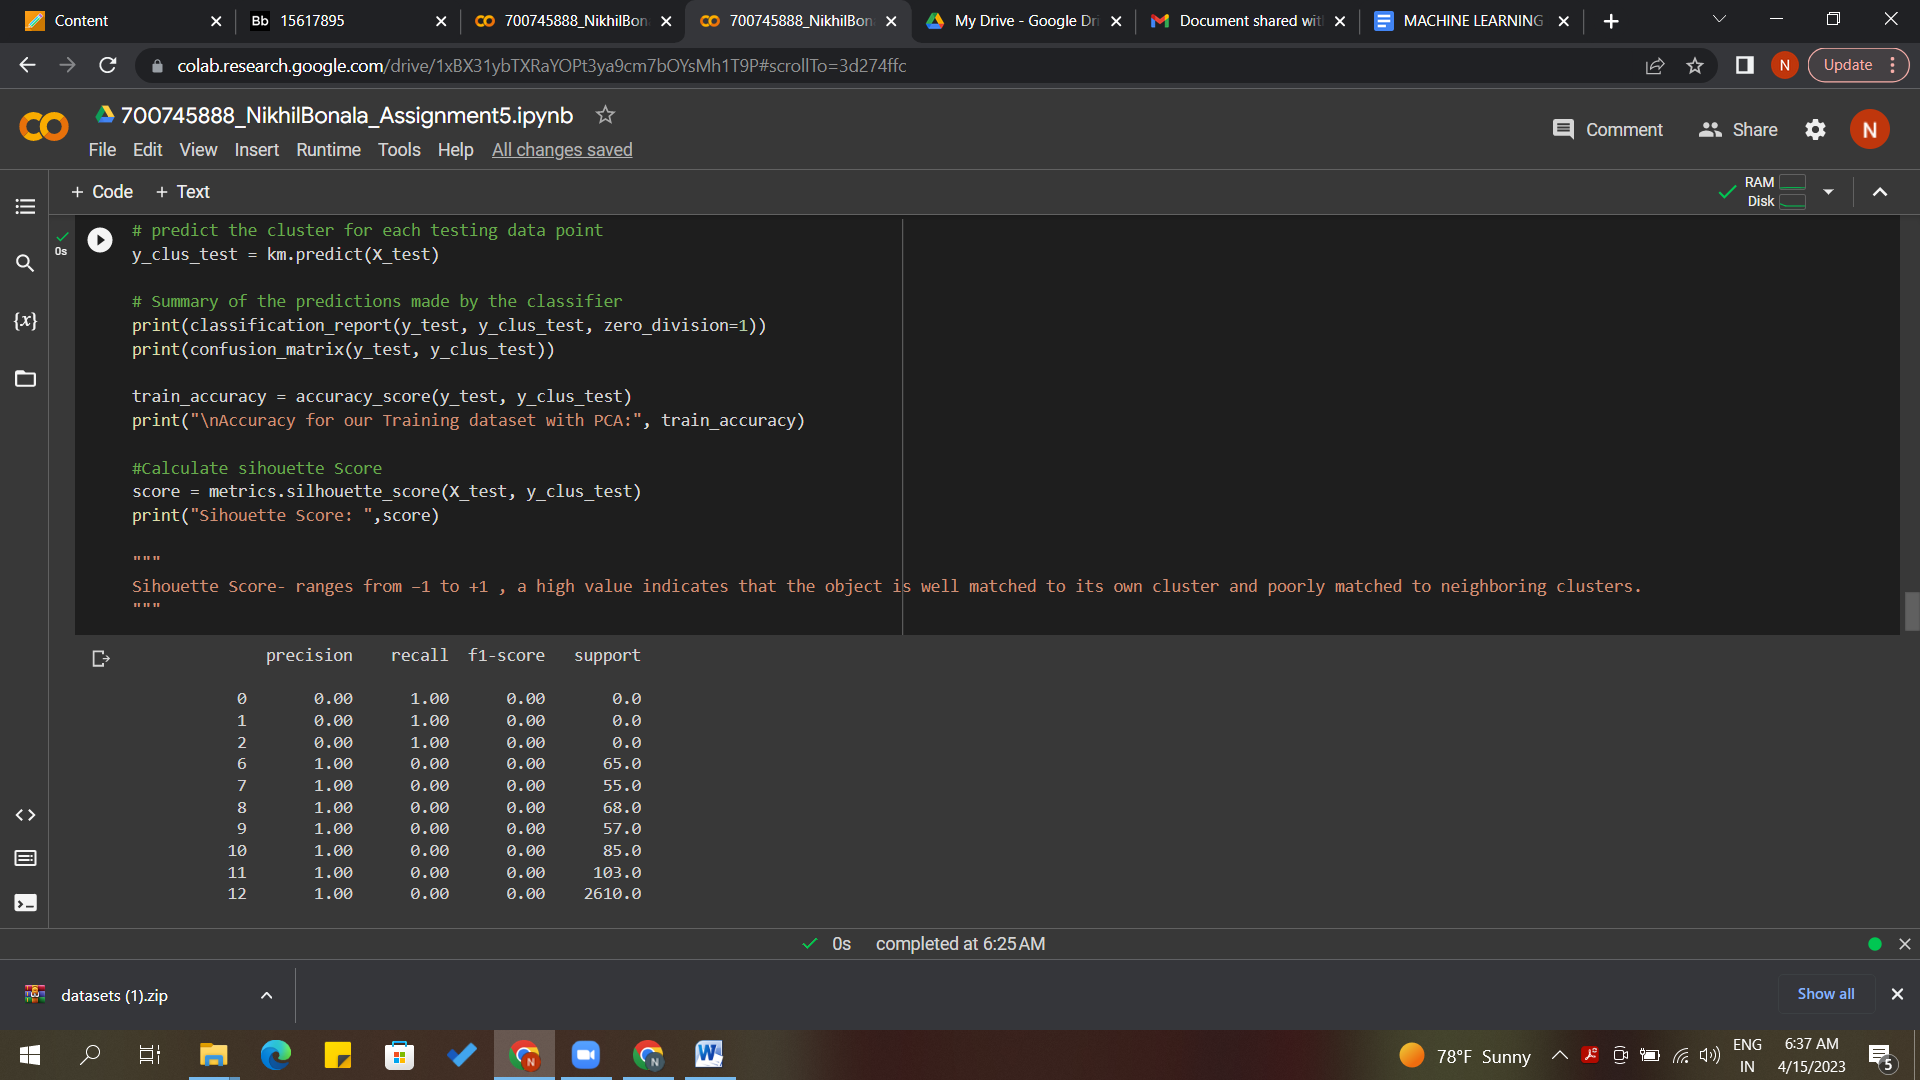 Content
Bb 15617895
700745888_NikhilBon
700745888_NikhilBon
My Drive - Google Dri
Document shared wit
MACHINE LEARNING
colab.research.google.com/drive/1xBX31ybTXRaYOPt3ya9cm7bOYsMh1T9P#scrollTo=3d274ffc
N
Update
700745888_NikhilBonala_Assignment5.ipynb
Comment
Share
N
File Edit View Insert Runtime Tools Help All changes saved
+ Code + Text
RAM
Disk
0s
# predict the cluster for each testing data point
y_clus_test = km.predict(X_test)
# Summary of the predictions made by the classifier
print(classification_report(y_test, y_clus_test, zero_division=1))
print(confusion_matrix(y_test, y_clus_test))
train_accuracy = accuracy_score(y_test, y_clus_test)
print("\nAccuracy for our Training dataset with PCA:", train_accuracy)
#Calculate sihouette Score
score = metrics.silhouette_score(X_test, y_clus_test)
print("Sihouette Score: ",score)
"""
Sihouette Score- ranges from −1 to +1 , a high value indicates that the object is well matched to its own cluster and poorly matched to neighboring clusters.
"""
precision recall f1-score support
0 0.00 1.00 0.00 0.0
1 0.00 1.00 0.00 0.0
2 0.00 1.00 0.00 0.0
6 1.00 0.00 0.00 65.0
7 1.00 0.00 0.00 55.0
8 1.00 0.00 0.00 68.0
9 1.00 0.00 0.00 57.0
10 1.00 0.00 0.00 85.0
11 1.00 0.00 0.00 103.0
12 1.00 0.00 0.00 2610.0
0s completed at 6:25 AM
datasets (1).zip
Show all
78°F Sunny
ENG
IN
6:37 AM
4/15/2023
5